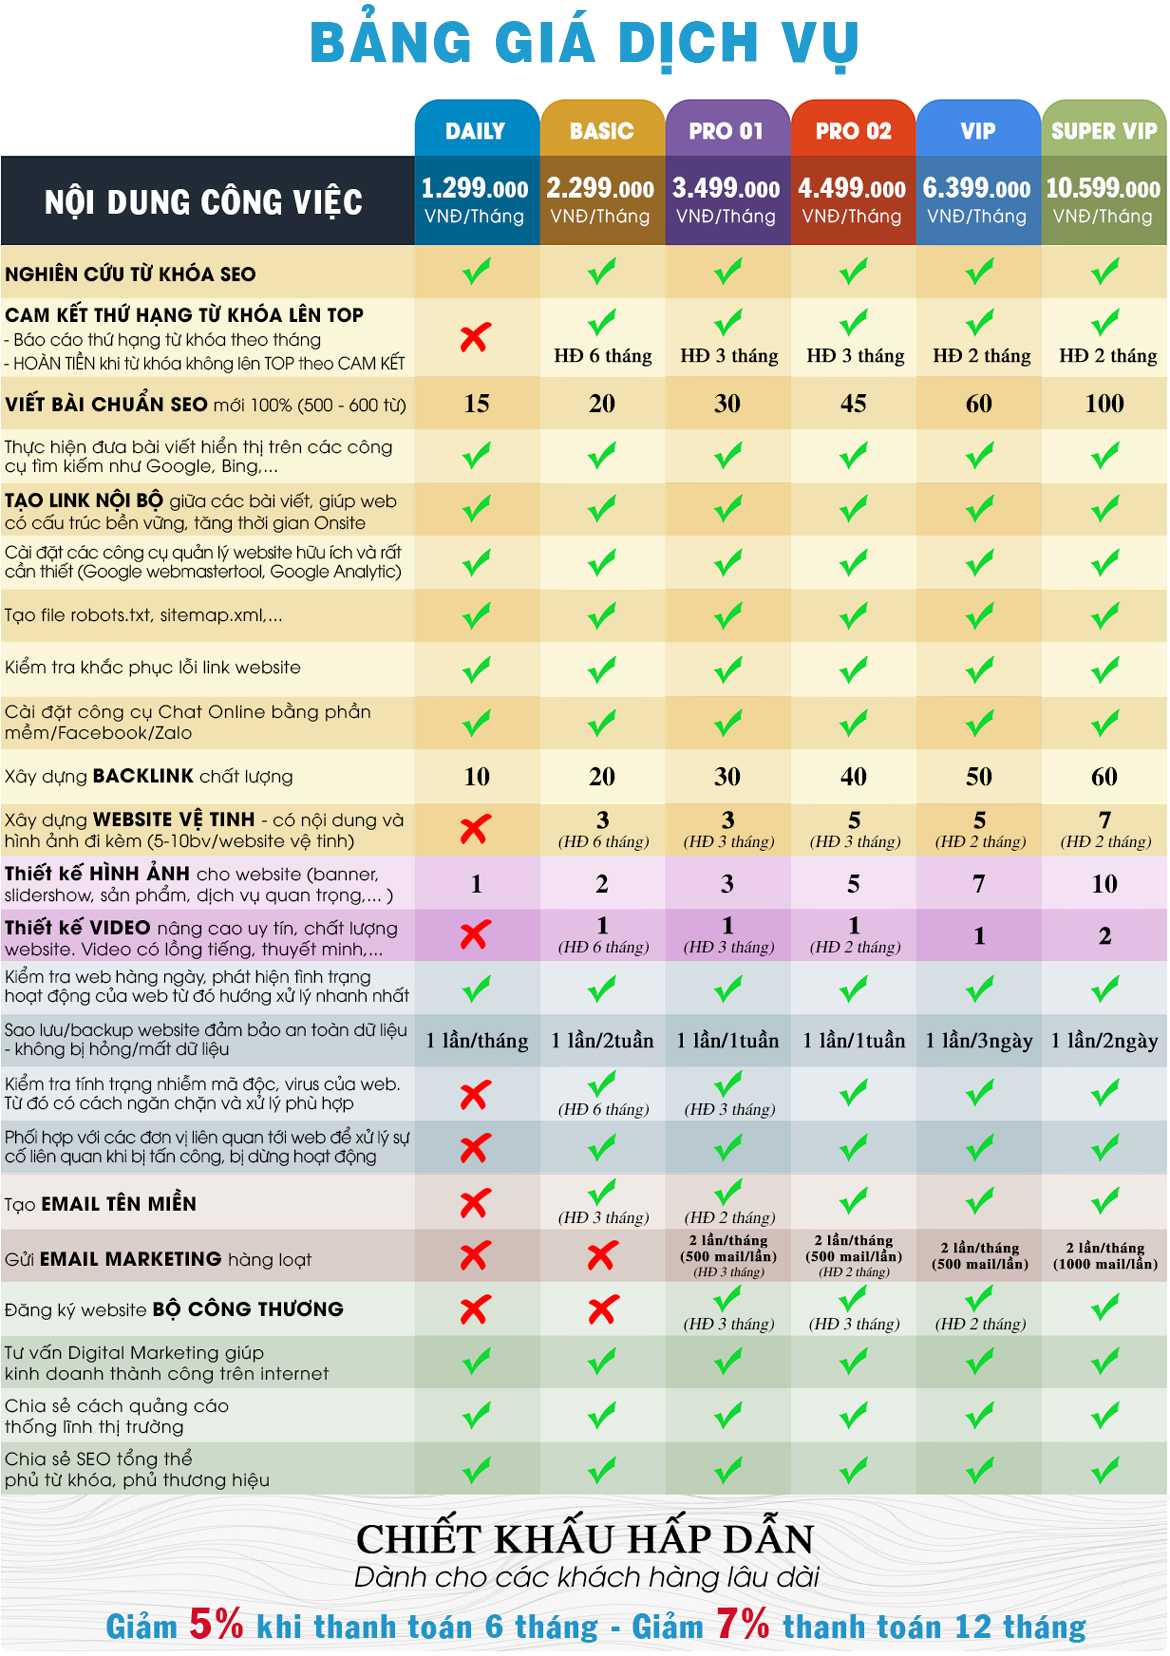 BẢNG GIÁ DỊCH VỤ
DAILY BASIC PRO 01 PRO 02 VIP SUPER VIP
NỘI DUNG CÔNG VIỆC 1.299.000 2.299.000 3.499.000 4.499.000 6.399.000 10.599.000
VNĐ/Tháng VNĐ/Tháng VNĐ/Tháng VNĐ/Tháng VNĐ/Tháng VNĐ/Tháng
NGHIÊN CỨU TỪ KHÓA SEO
CAM KẾT THỨ HẠNG TỪ KHÓA LÊN TOP
- Báo cáo thứ hạng từ khóa theo tháng
- HOÀN TIỀN khi từ khóa không lên TOP theo CAM KẾT
HĐ 6 tháng HĐ 3 tháng HĐ 3 tháng HĐ 2 tháng HĐ 2 tháng
VIẾT BÀI CHUẨN SEO mới 100% (500 - 600 từ) 15 20 30 45 60 100
Thực hiện đưa bài viết hiển thị trên các công
cụ tìm kiếm như Google, Bing,...
TẠO LINK NỘI BỘ giữa các bài viết, giúp web
có cấu trúc bền vững, tăng thời gian Onsite
Cài đặt các công cụ quản lý website hữu ích và rất
cần thiết (Google webmastertool, Google Analytic)
Tạo file robots.txt, sitemap.xml,...
Kiểm tra khắc phục lỗi link website
Cài đặt công cụ Chat Online bằng phần
mềm/Facebook/Zalo
Xây dựng BACKLINK chất lượng 10 20 30 40 50 60
Xây dựng WEBSITE VỆ TINH - có nội dung và 3 3 5 5 7
hình ảnh đi kèm (5-10bv/website vệ tinh) (HĐ 6 tháng) (HĐ 3 tháng) (HĐ 3 tháng) (HĐ 2 tháng) (HĐ 2 tháng)
Thiết kế HÌNH ẢNH cho website (banner,
slidershow, sản phẩm, dịch vụ quan trọng,... )
1 2 3 5 7 10
Thiết kế VIDEO nâng cao uy tín, chất lượng 1 1 1 1 2
website. Video có lồng tiếng, thuyết minh,... (HĐ 6 tháng) (HĐ 3 tháng) (HĐ 2 tháng)
Kiểm tra web hàng ngày, phát hiện tình trạng
hoạt động của web từ đó hướng xử lý nhanh nhất
Sao lưu/backup website đảm bảo an toàn dữ liệu
- không bị hỏng/mất dữ liệu
1 lần/tháng 1 lần/2tuần 1 lần/1tuần 1 lần/1tuần 1 lần/3ngày 1 lần/2ngày
Kiểm tra tính trạng nhiễm mã độc, virus của web.
Từ đó có cách ngăn chặn và xử lý phù hợp (HĐ 6 tháng) (HĐ 3 tháng)
Phối hợp với các đơn vị liên quan tới web để xử lý sự
cố liên quan khi bị tấn công, bị dừng hoạt động
Tạo EMAIL TÊN MIỀN
(HĐ 3 tháng) (HĐ 2 tháng)
Gửi EMAIL MARKETING hàng loạt
2 lần/tháng 2 lần/tháng 2 lần/tháng 2 lần/tháng
(500 mail/lần) (500 mail/lần) (500 mail/lần) (1000 mail/lần)
(HĐ 3 tháng) (HĐ 2 tháng)
Đăng ký website BỘ CÔNG THƯƠNG
(HĐ 3 tháng) (HĐ 3 tháng) (HĐ 2 tháng)
Tư vấn Digital Marketing giúp
kinh doanh thành công trên internet
Chia sẻ cách quảng cáo
thống lĩnh thị trường
Chia sẻ SEO tổng thể
phủ từ khóa, phủ thương hiệu
CHIẾT KHẤU HẤP DẪN
Dành cho các khách hàng lâu dài
Giảm 5% khi thanh toán 6 tháng - Giảm 7% thanh toán 12 tháng